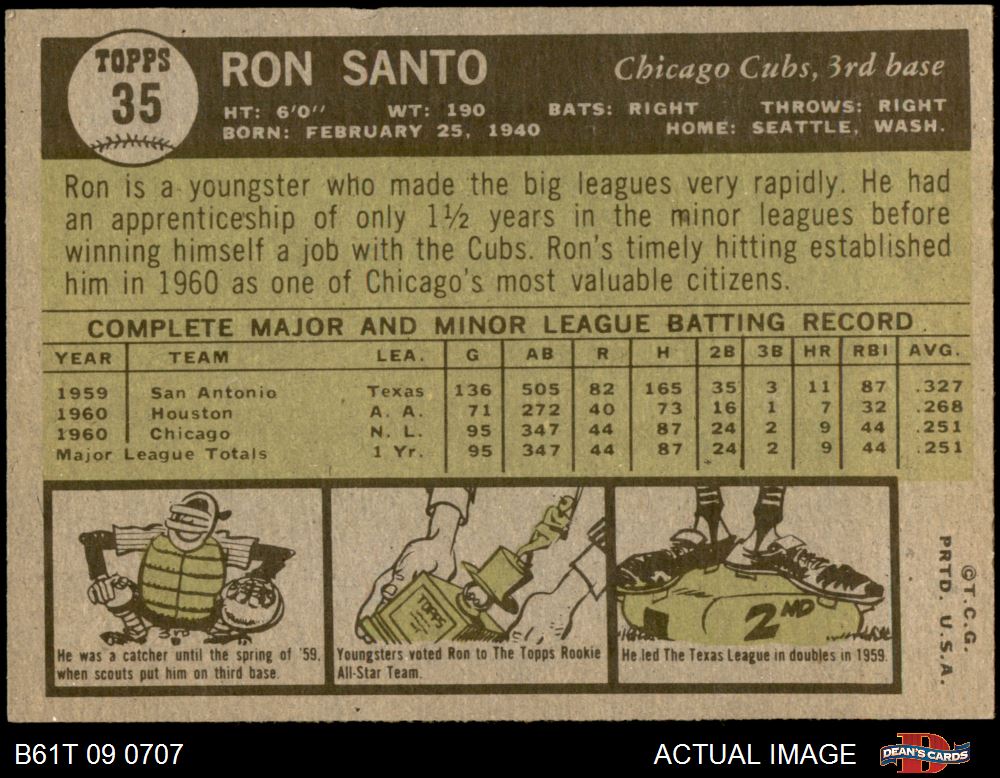 TOPPS
35
RON SANTO
Chicago Cubs, 3rd base
HT: 6'0" WT: 190 BATS: RIGHT THROWS: RIGHT
BORN: FEBRUARY 25, 1940 HOME: SEATTLE, WASH.
Ron is a youngster who made the big leagues very rapidly. He had
an apprenticeship of only 1½ years in the minor leagues before
winning himself a job with the Cubs. Ron's timely hitting established
him in 1960 as one of Chicago's most valuable citizens.
COMPLETE MAJOR AND MINOR LEAGUE BATTING RECORD
YEAR TEAM LEA. G AB R H 2B 3B HR RBI AVG.
1959 San Antonio Texas 136 505 82 165 35 3 11 87 .327
1960 Houston A. A. 71 272 40 73 16 1 7 32 .268
1960 Chicago N. L. 95 347 44 87 24 2 9 44 .251
Major League Totals 1 Yr. 95 347 44 87 24 2 9 44 .251
3rd
He was a catcher until the spring of '59,
when scouts put him on third base.
TOPPS
Youngsters voted Ron to The Topps Rookie
All-Star Team.
2ND
He led The Texas League in doubles in 1959.
© T. C. G.
PRTD. U. S. A.
B61T 09 0707
ACTUAL IMAGE
DEAN'S CARDS